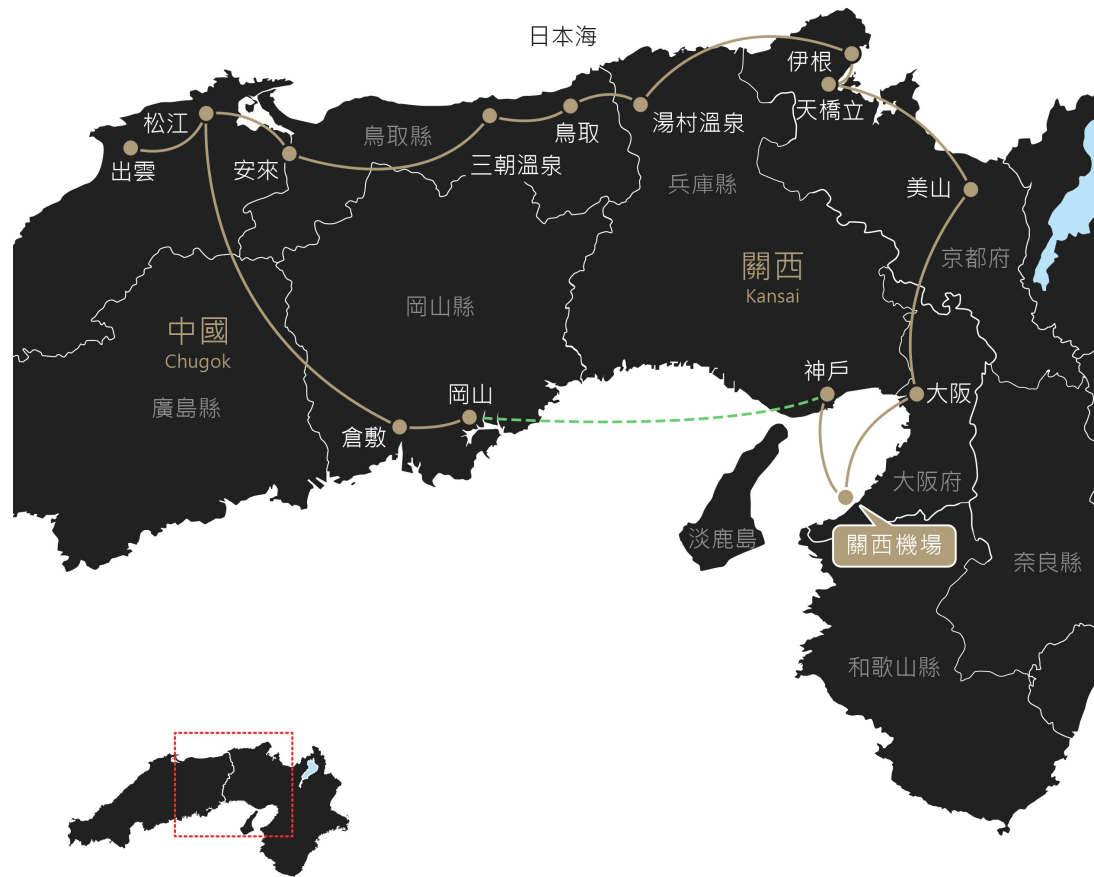 日本海
伊根
天橋立
松江
鳥取縣
鳥取
湯村溫泉
出雲
安來
三朝溫泉
兵庫縣
美山
京都府
關西
Kansai
岡山縣
中國
Chugok
廣島縣
神戶
岡山
大阪
倉敷
大阪府
淡鹿島
關西機場
奈良縣
和歌山縣